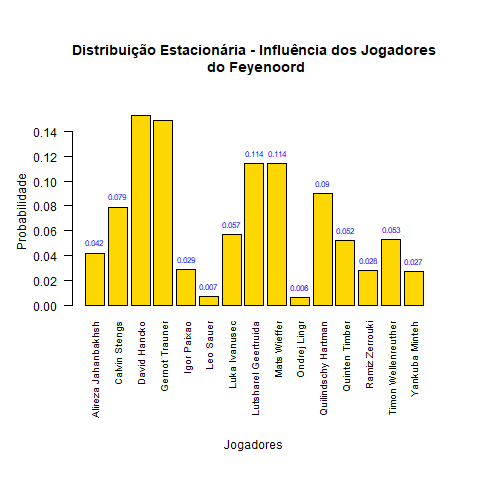 Distribuição Estacionária - Influência dos Jogadores
do Feyenoord
Probabilidade
0.14
0.12
0.10
0.08
0.06
0.04
0.02
0.00
0.042
0.079
0.029
0.007
0.057
0.114
0.114
0.006
0.09
0.052
0.028
0.053
0.027
Alireza Jahanbakhsh
Calvin Stengs
David Hancko
Gernot Trauner
Igor Paixao
Leo Sauer
Luka Ivanusec
Lutsharel Geertruida
Mats Wieffer
Ondrej Lingr
Quilindschy Hartman
Quinten Timber
Ramiz Zerrouki
Timon Wellenreuther
Yankuba Minteh
Jogadores